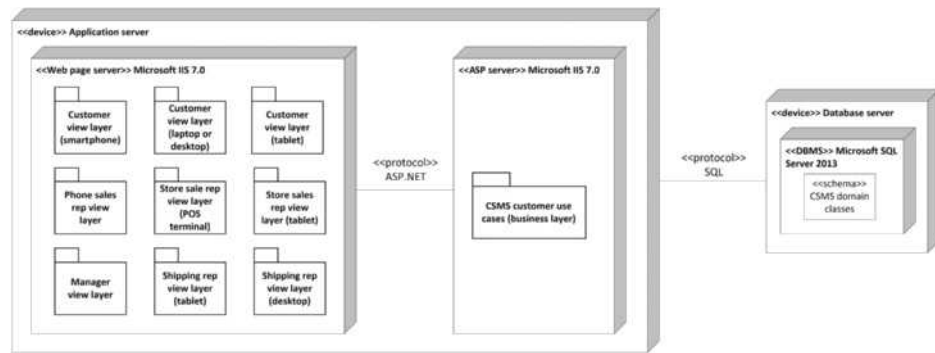 <<device>> Application server
<<Web page server>> Microsoft IIS 7.0
Customer
view layer
(smartphone)
Customer
view layer
(laptop or
desktop)
Customer
view layer
(tablet)
Phone sales
rep view
layer
Store sale rep
view layer
(POS
terminal)
Store sales
rep view
layer (tablet)
Manager
view layer
Shipping rep
view layer
(tablet)
Shipping rep
view layer
(desktop)
<<protocol>>
ASP.NET
<<ASP server>> Microsoft IIS 7.0
CSMS customer use
cases (business layer)
<<protocol>>
SQL
<<device>> Database server
<<DBMS>> Microsoft SQL
Server 2013
<<schema>>
CSMS domain
classes